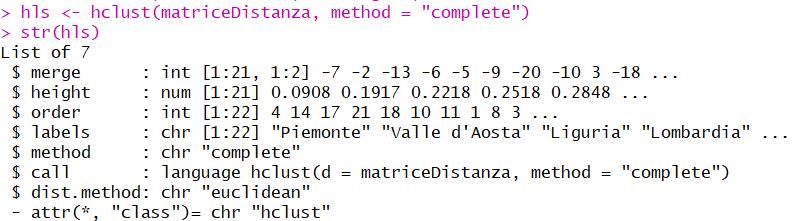 > hls <- hclust(matriceDistanza, method = "complete")
> str(hls)
List of 7
 $ merge      : int [1:21, 1:2] -7 -2 -13 -6 -5 -9 -20 -10 3 -18 ...
 $ height     : num [1:21] 0.0908 0.1917 0.2218 0.2518 0.2848 ...
 $ order      : int [1:22] 4 14 17 21 18 10 11 1 8 3 ...
 $ labels     : chr [1:22] "Piemonte" "Valle d'Aosta" "Liguria" "Lombardia" ...
 $ method     : chr "complete"
 $ call       : language hclust(d = matriceDistanza, method = "complete")
 $ dist.method: chr "euclidean"
 - attr(*, "class")= chr "hclust"